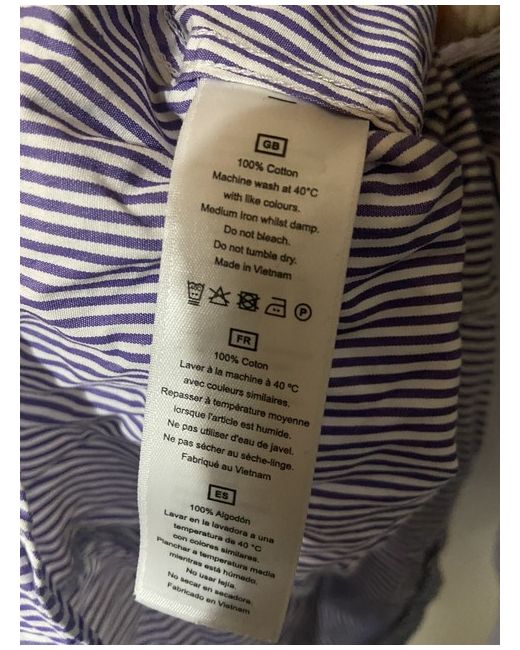 GB
100% Cotton
Machine wash at 40°C
with like colours.
Medium Iron whilst damp.
Do not bleach.
Do not tumble dry.
Made in Vietnam
P
FR
100% Coton
Laver à la machine à 40 ºC
avec couleurs similaires.
Repasser à température moyenne
lorsque l'article est humide.
Ne pas utiliser d'eau de javel.
Ne pas sécher au sèche-linge.
Fabriqué au Vietnam
ES
100% Algodón
Lavar en la lavadora a una
temperatura de 40 ºC
con colores similares.
Planchar a temperatura media
mientras está húmedo.
No usar lejía.
No secar en secadora.
Fabricado en Vietnam